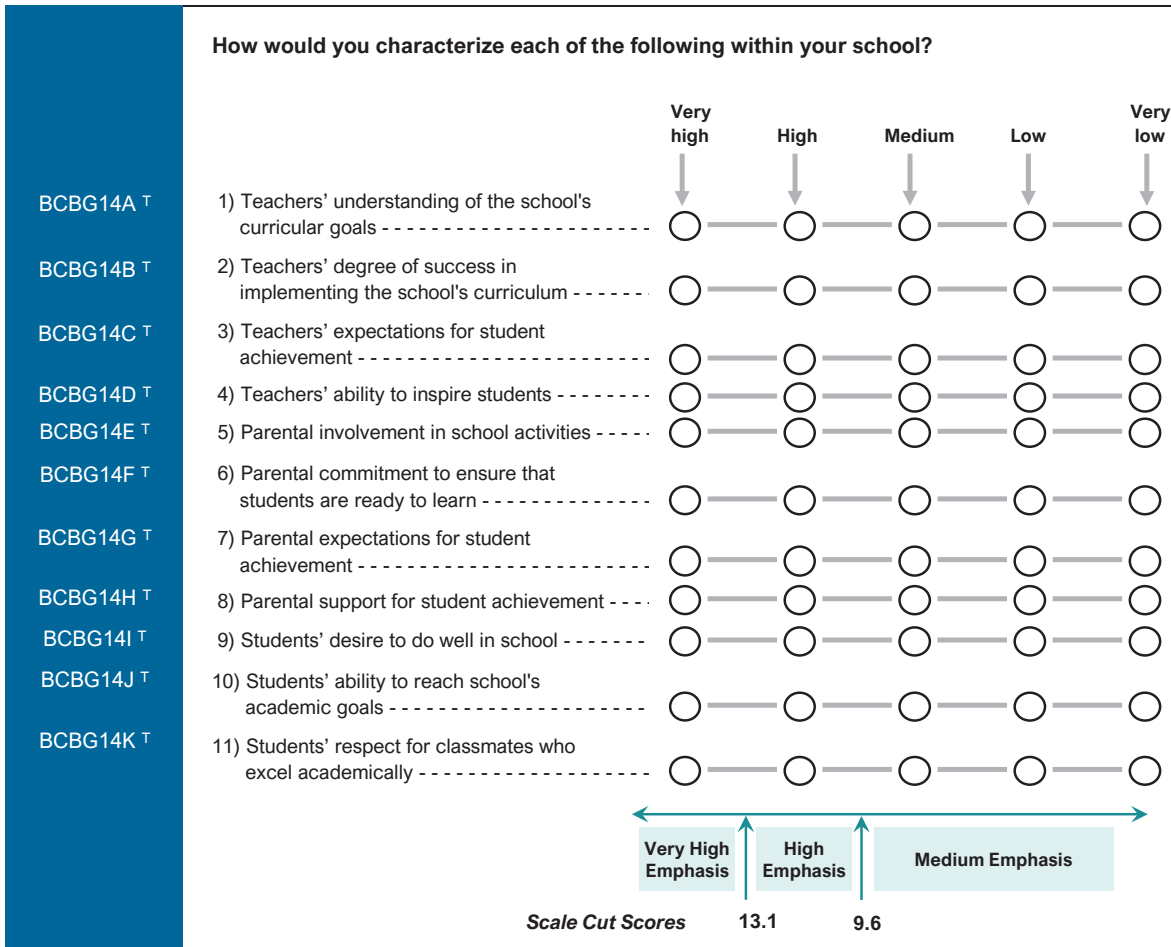 How would you characterize each of the following within your school?
Very high
High
Medium
Low
Very low
BCBG14A T
1) Teachers’ understanding of the school's
curricular goals - - - - - - - - - - - - - - - - - - - - - - -
BCBG14B T
2) Teachers’ degree of success in
implementing the school's curriculum - - - - - -
BCBG14C T
3) Teachers’ expectations for student
achievement - - - - - - - - - - - - - - - - - - - - - - - - -
BCBG14D T
4) Teachers’ ability to inspire students - - - - - - - -
BCBG14E T
5) Parental involvement in school activities - - - - -
BCBG14F T
6) Parental commitment to ensure that
students are ready to learn - - - - - - - - - - - - - -
BCBG14G T
7) Parental expectations for student
achievement - - - - - - - - - - - - - - - - - - - - - - - - -
BCBG14H T
8) Parental support for student achievement - - - -
BCBG14I T
9) Students’ desire to do well in school - - - - - - -
BCBG14J T
10) Students’ ability to reach school's
academic goals - - - - - - - - - - - - - - - - - - - - - -
BCBG14K T
11) Students’ respect for classmates who
excel academically - - - - - - - - - - - - - - - - - - -
Very High
Emphasis
High
Emphasis
Medium Emphasis
Scale Cut Scores 13.1 9.6